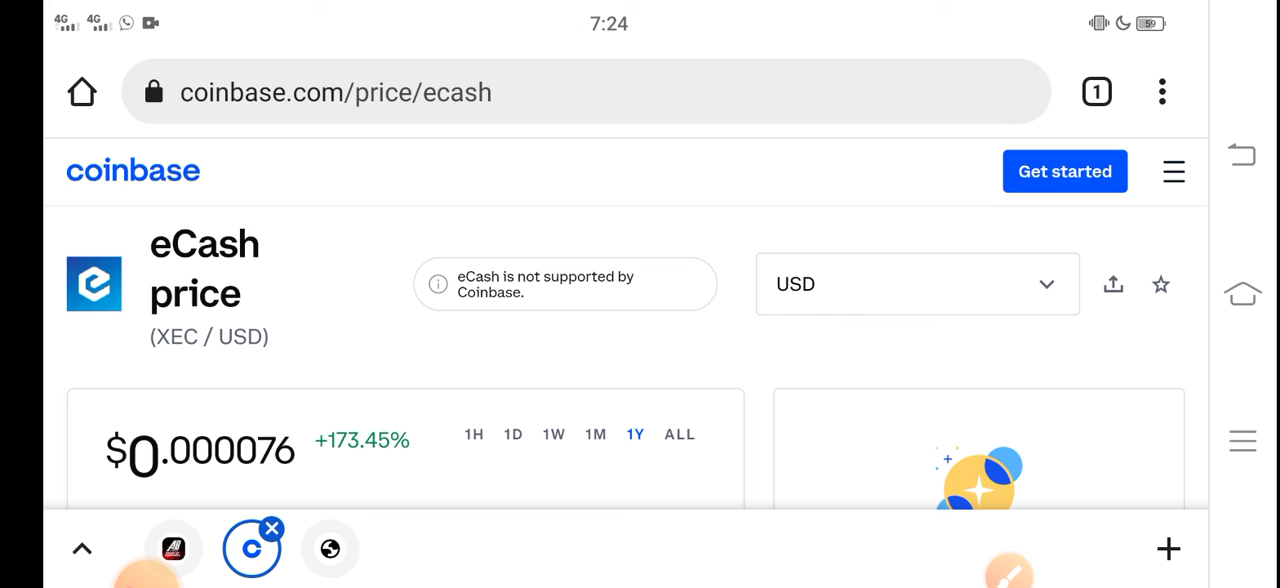 4G 4G 7:24 59
coinbase.com/price/ecash 1
coinbase Get started
eCash
price
(XEC / USD)
eCash is not supported by
Coinbase.
USD
$0.000076 +173.45% 1H 1D 1W 1M 1Y ALL